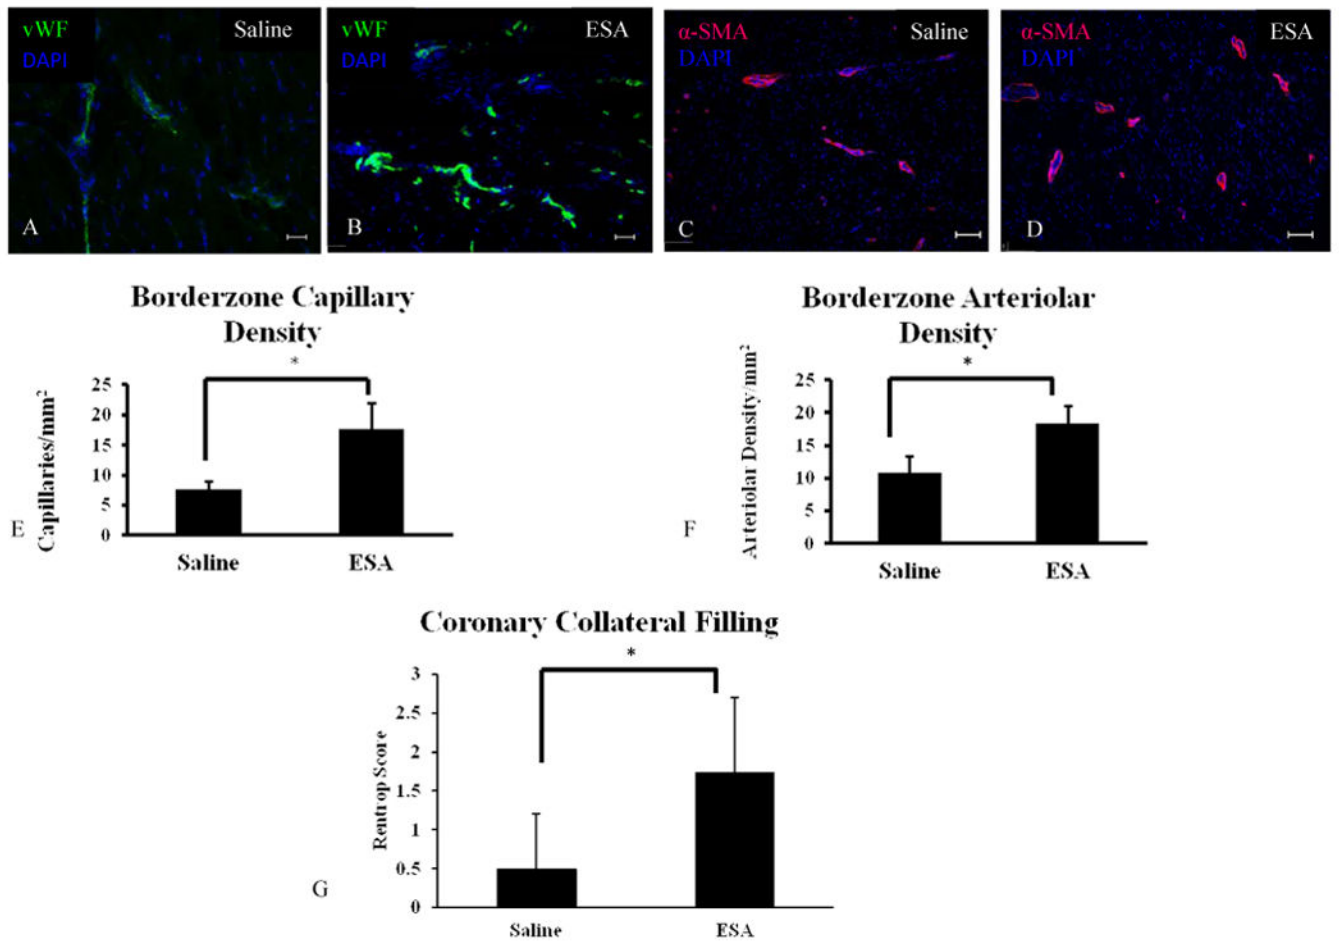 vWF
DAPI
Saline
A
vWF
DAPI
ESA
B
α-SMA
DAPI
Saline
C
α-SMA
DAPI
ESA
D
Borderzone Capillary
Density
*
Capillaries/mm²
25
20
15
10
5
0
Saline
ESA
E
Borderzone Arteriolar
Density
*
Arteriolar Density/mm²
25
20
15
10
5
0
Saline
ESA
F
Coronary Collateral Filling
*
Rentrop Score
3
2.5
2
1.5
1
0.5
0
Saline
ESA
G